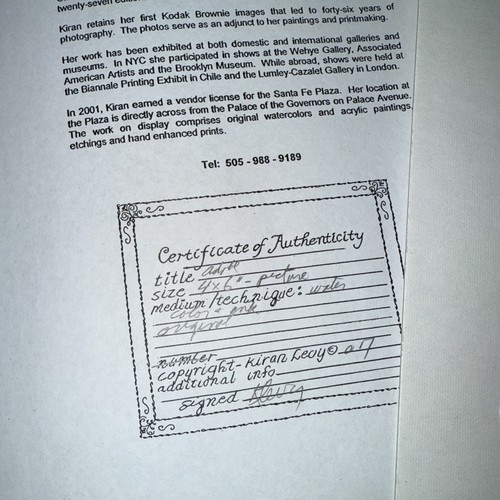 twenty-seven edition
Kiran retains her first Kodak Brownie images that led to forty-six years of
photography. The photos serve as an adjunct to her paintings and printmaking.
Her work has been exhibited at both domestic and international galleries and
museums. In NYC she participated in shows at the Wehye Gallery, Associated
American Artists and the Brooklyn Museum. While abroad, shows were held at
the Biannale Printing Exhibit in Chile and the Lumley-Cazalet Gallery in London.
In 2001, Kiran earned a vendor license for the Santa Fe Plaza. Her location at
the Plaza is directly across from the Palace of the Governors on Palace Avenue.
The work on display comprises original watercolors and acrylic paintings,
etchings and hand enhanced prints.
Tel: 505 - 988 - 9189
Certificate of Authenticity
title adobe
size 4x6" - picture
medium/technique: water
color + ink
original
number
copyright - Kiran Levy © 017
additional info
signed KLevy